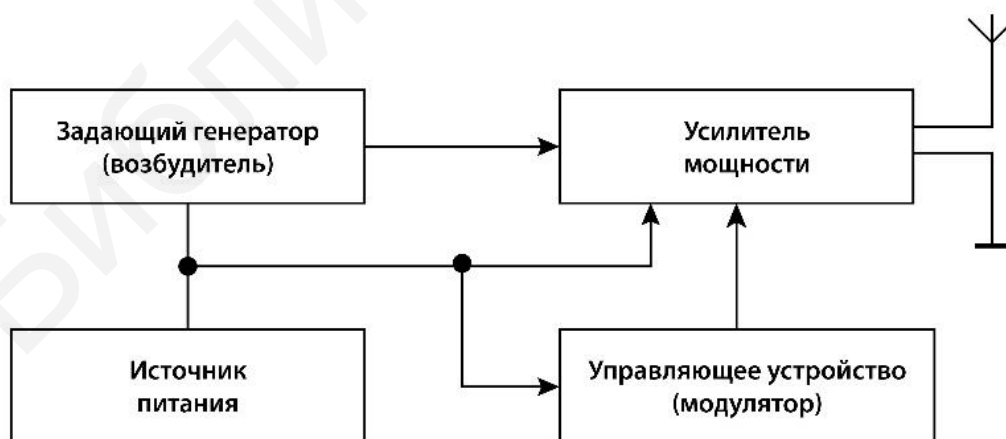 Задающий генератор
(возбудитель)
Усилитель
мощности
Источник
питания
Управляющее устройство
(модулятор)